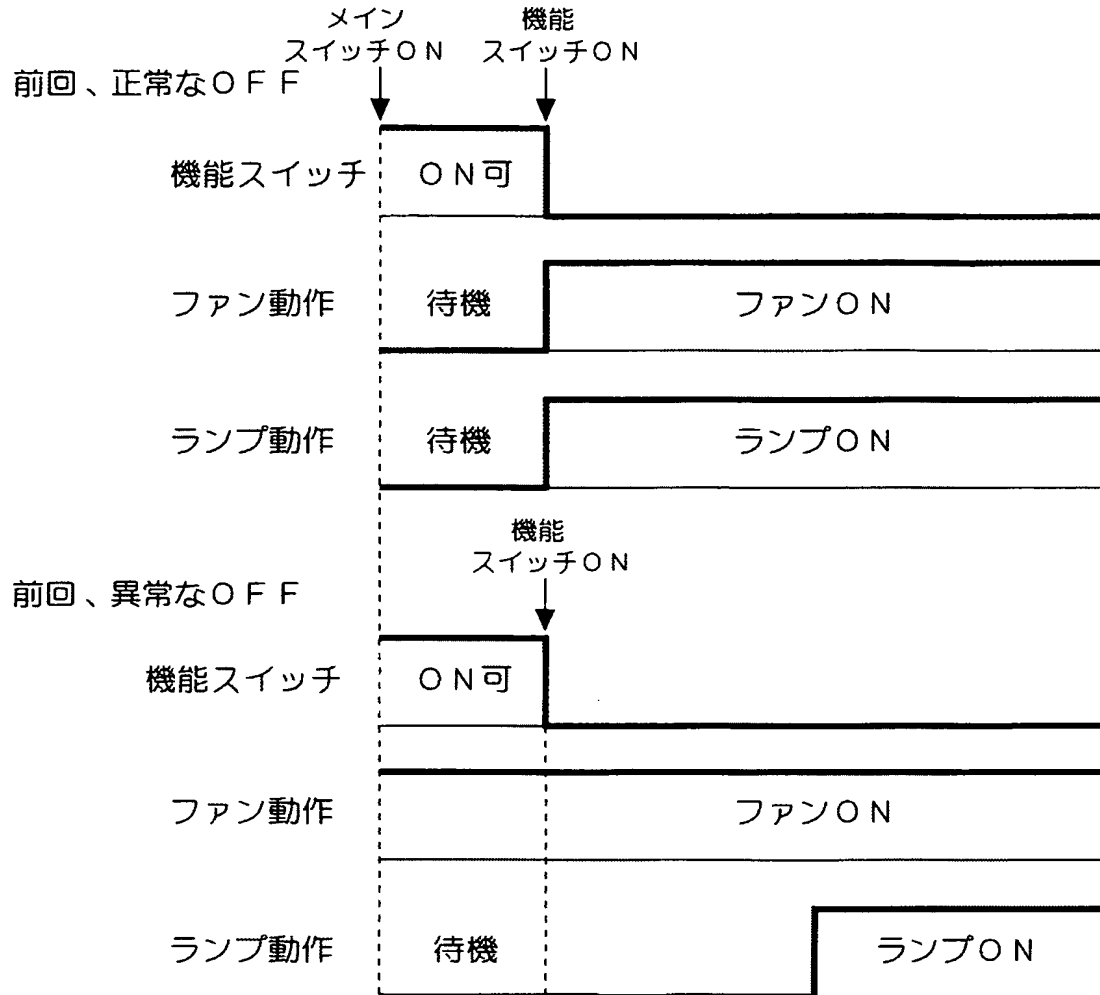 メイン
スイッチON
機能
スイッチON
前回、正常なOFF
機能スイッチ
ON可
ファン動作
待機
ファンON
ランプ動作
待機
ランプON
機能
スイッチON
前回、異常なOFF
機能スイッチ
ON可
ファン動作
ファンON
ランプ動作
待機
ランプON